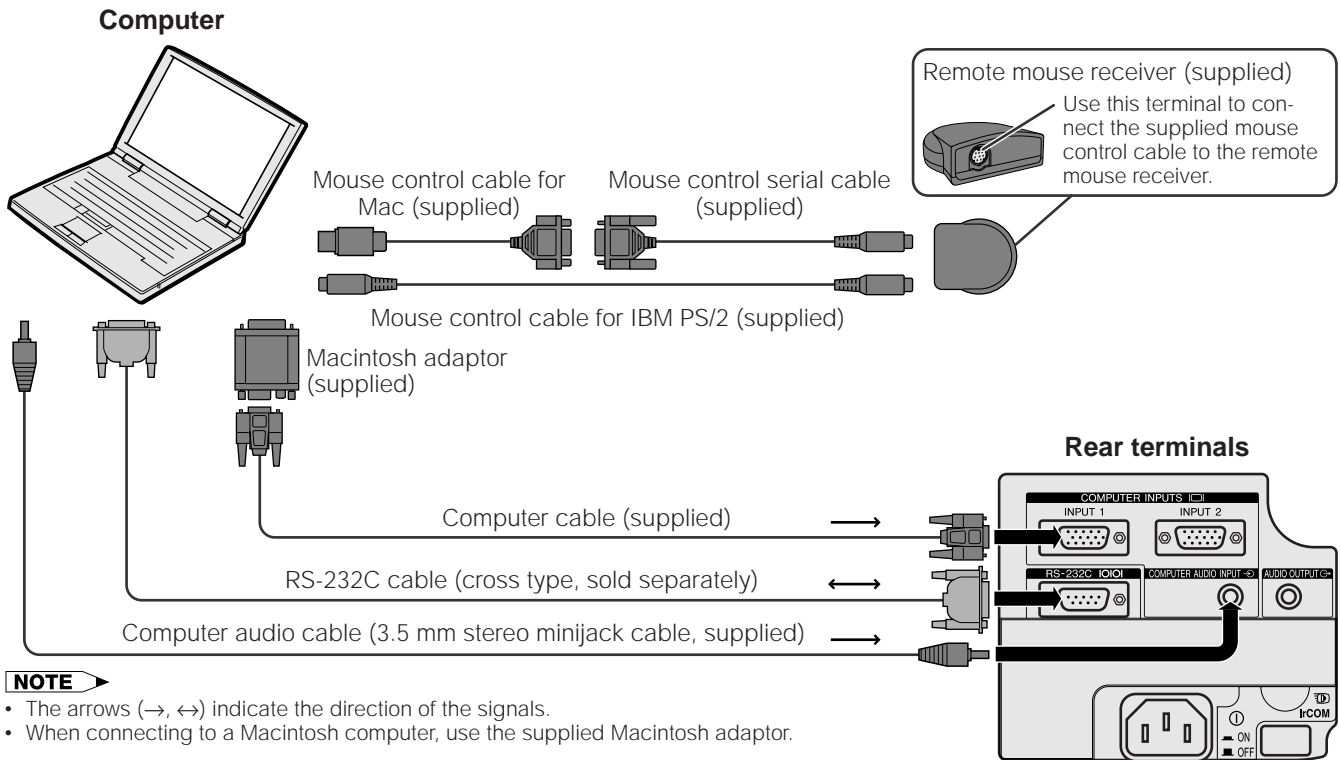 Computer
Remote mouse receiver (supplied)
Use this terminal to con-
nect the supplied mouse
control cable to the remote
mouse receiver.
Mouse control cable for
Mac (supplied)
Mouse control serial cable
(supplied)
Mouse control cable for IBM PS/2 (supplied)
Macintosh adaptor
(supplied)
Rear terminals
COMPUTER INPUTS
INPUT 1
INPUT 2
Computer cable (supplied) →
RS-232C cable (cross type, sold separately) ↔
RS-232C IOIOI
COMPUTER AUDIO INPUT
AUDIO OUTPUT
Computer audio cable (3.5 mm stereo minijack cable, supplied) →
NOTE
• The arrows (→, ↔) indicate the direction of the signals.
• When connecting to a Macintosh computer, use the supplied Macintosh adaptor.
IrCOM
ON
OFF